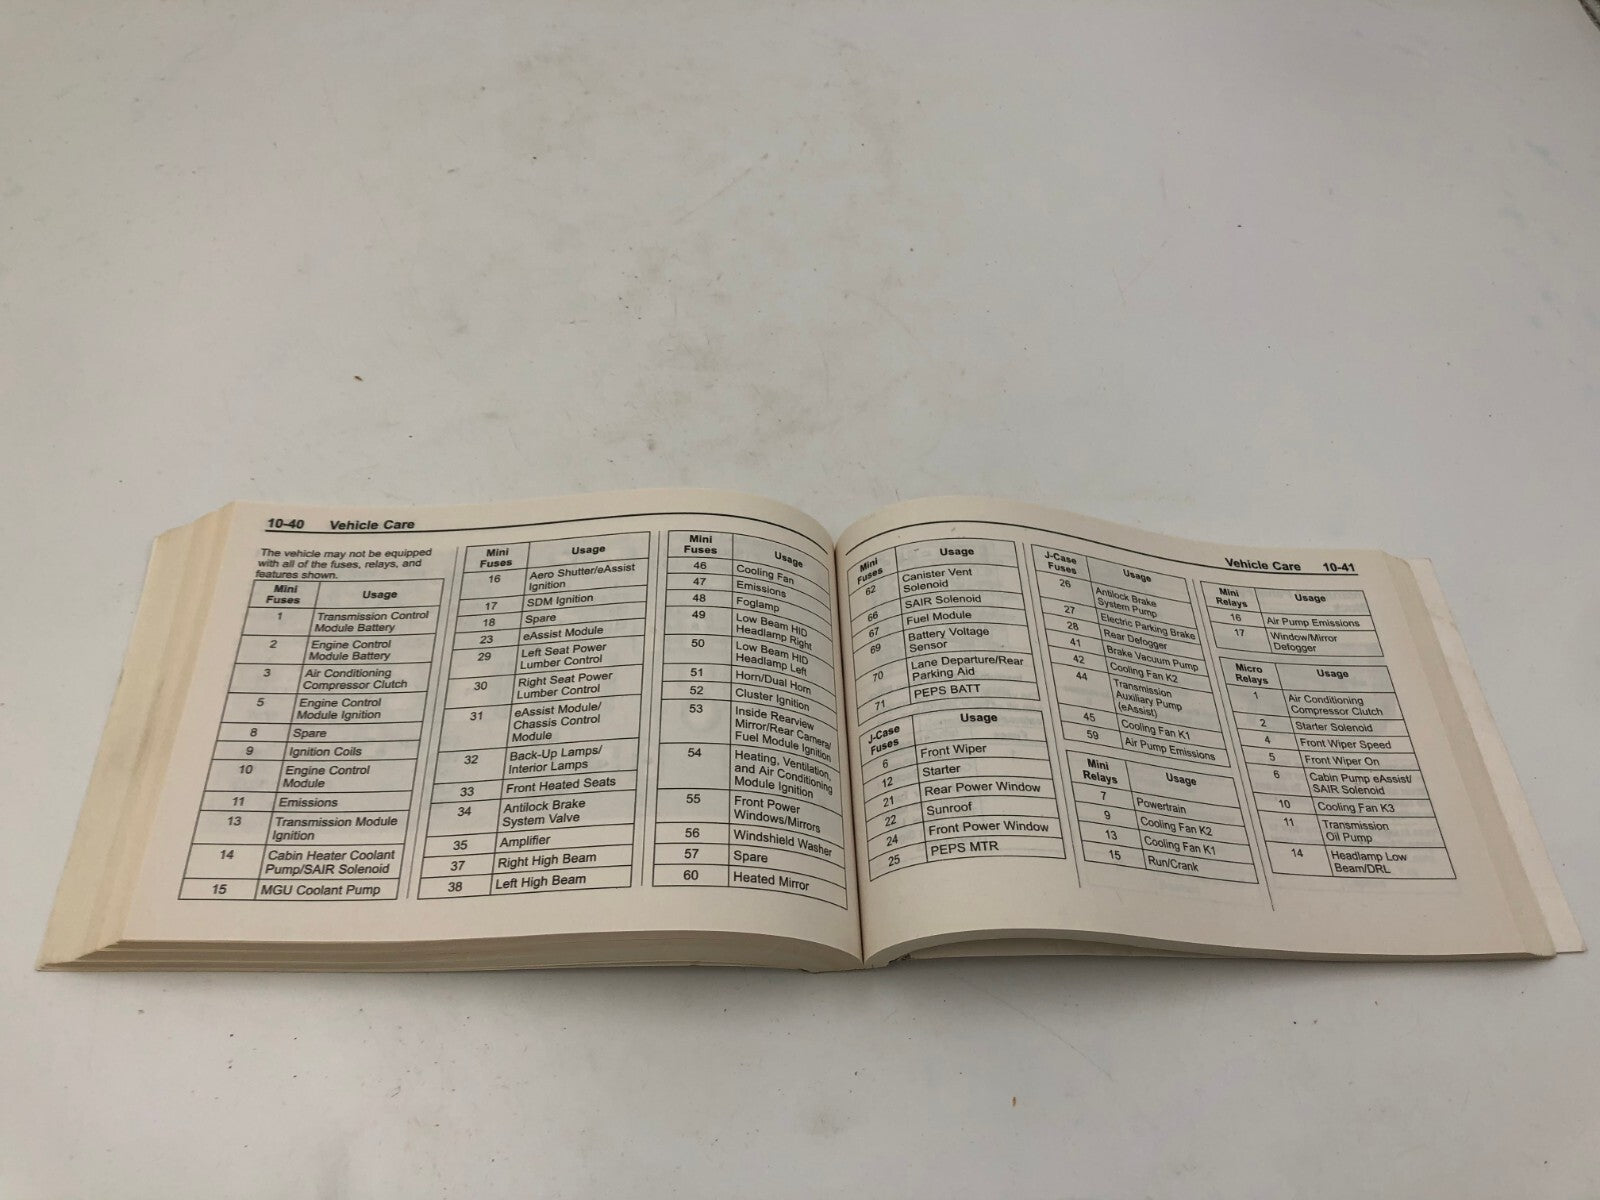 10-40 Vehicle Care
The vehicle may not be equipped
with all of the fuses, relays, and
features shown.
Mini Fuses Usage
1 Transmission Control
Module Battery
2 Engine Control
Module Battery
3 Air Conditioning
Compressor Clutch
5 Engine Control
Module Ignition
8 Spare
9 Ignition Coils
10 Engine Control
Module
11 Emissions
13 Transmission Module
Ignition
14 Cabin Heater Coolant
Pump/SAIR Solenoid
15 MGU Coolant Pump
Mini Fuses Usage
16 Aero Shutter/eAssist
Ignition
17 SDM Ignition
18 Spare
23 eAssist Module
29 Left Seat Power
Lumber Control
30 Right Seat Power
Lumber Control
31 eAssist Module/
Chassis Control
Module
32 Back-Up Lamps/
Interior Lamps
33 Front Heated Seats
34 Antilock Brake
System Valve
35 Amplifier
37 Right High Beam
38 Left High Beam
Mini Fuses Usage
46 Cooling Fan
47 Emissions
48 Foglamp
49 Low Beam HID
Headlamp Right
50 Low Beam HID
Headlamp Left
51 Horn/Dual Horn
52 Cluster Ignition
53 Inside Rearview
Mirror/Rear Camera/
Fuel Module Ignition
54 Heating, Ventilation,
and Air Conditioning
Module Ignition
55 Front Power
Windows/Mirrors
56 Windshield Washer
57 Spare
60 Heated Mirror
Vehicle Care 10-41
Mini Fuses Usage
62 Canister Vent
Solenoid
66 SAIR Solenoid
67 Fuel Module
69 Battery Voltage
Sensor
70 Lane Departure/Rear
Parking Aid
71 PEPS BATT
J-Case Fuses Usage
6 Front Wiper
12 Starter
21 Rear Power Window
22 Sunroof
24 Front Power Window
25 PEPS MTR
J-Case Fuses Usage
26 Antilock Brake
System Pump
27 Electric Parking Brake
28 Rear Defogger
41 Brake Vacuum Pump
42 Cooling Fan K2
44 Transmission
Auxiliary Pump
(eAssist)
45 Cooling Fan K1
59 Air Pump Emissions
Mini Relays Usage
7 Powertrain
9 Cooling Fan K2
13 Cooling Fan K1
15 Run/Crank
Mini Relays Usage
16 Air Pump Emissions
17 Window/Mirror
Defogger
Micro Relays Usage
1 Air Conditioning
Compressor Clutch
2 Starter Solenoid
4 Front Wiper Speed
5 Front Wiper On
6 Cabin Pump eAssist/
SAIR Solenoid
10 Cooling Fan K3
11 Transmission
Oil Pump
14 Headlamp Low
Beam/DRL